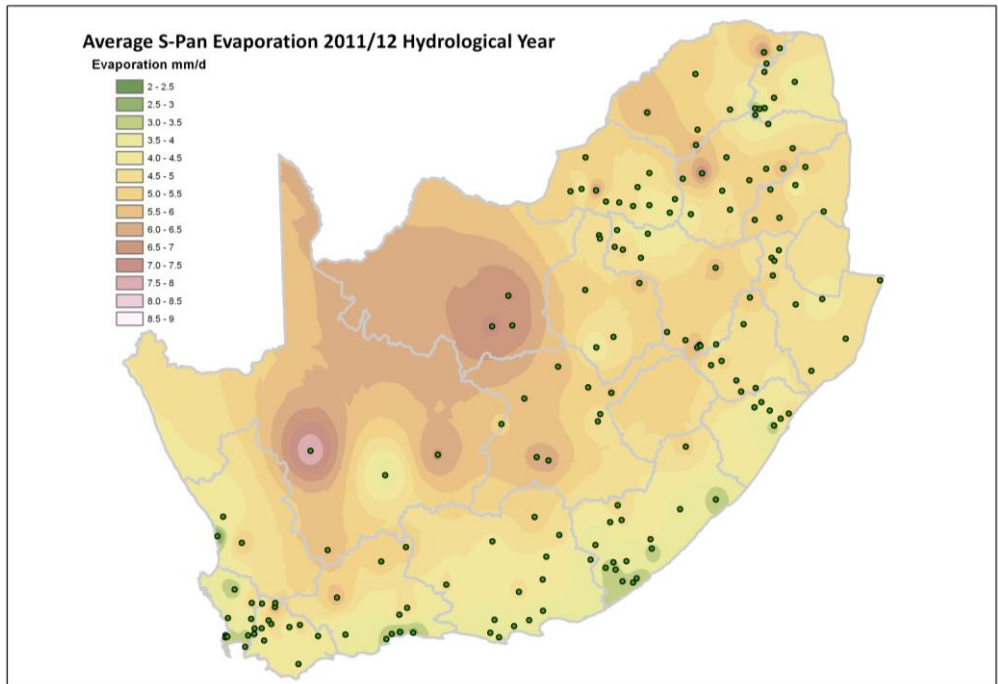 Average S-Pan Evaporation 2011/12 Hydrological Year
Evaporation mm/d
2 - 2.5
2.5 - 3
3.0 - 3.5
3.5 - 4
4.0 - 4.5
4.5 - 5
5.0 - 5.5
5.5 - 6
6.0 - 6.5
6.5 - 7
7.0 - 7.5
7.5 - 8
8.0 - 8.5
8.5 - 9